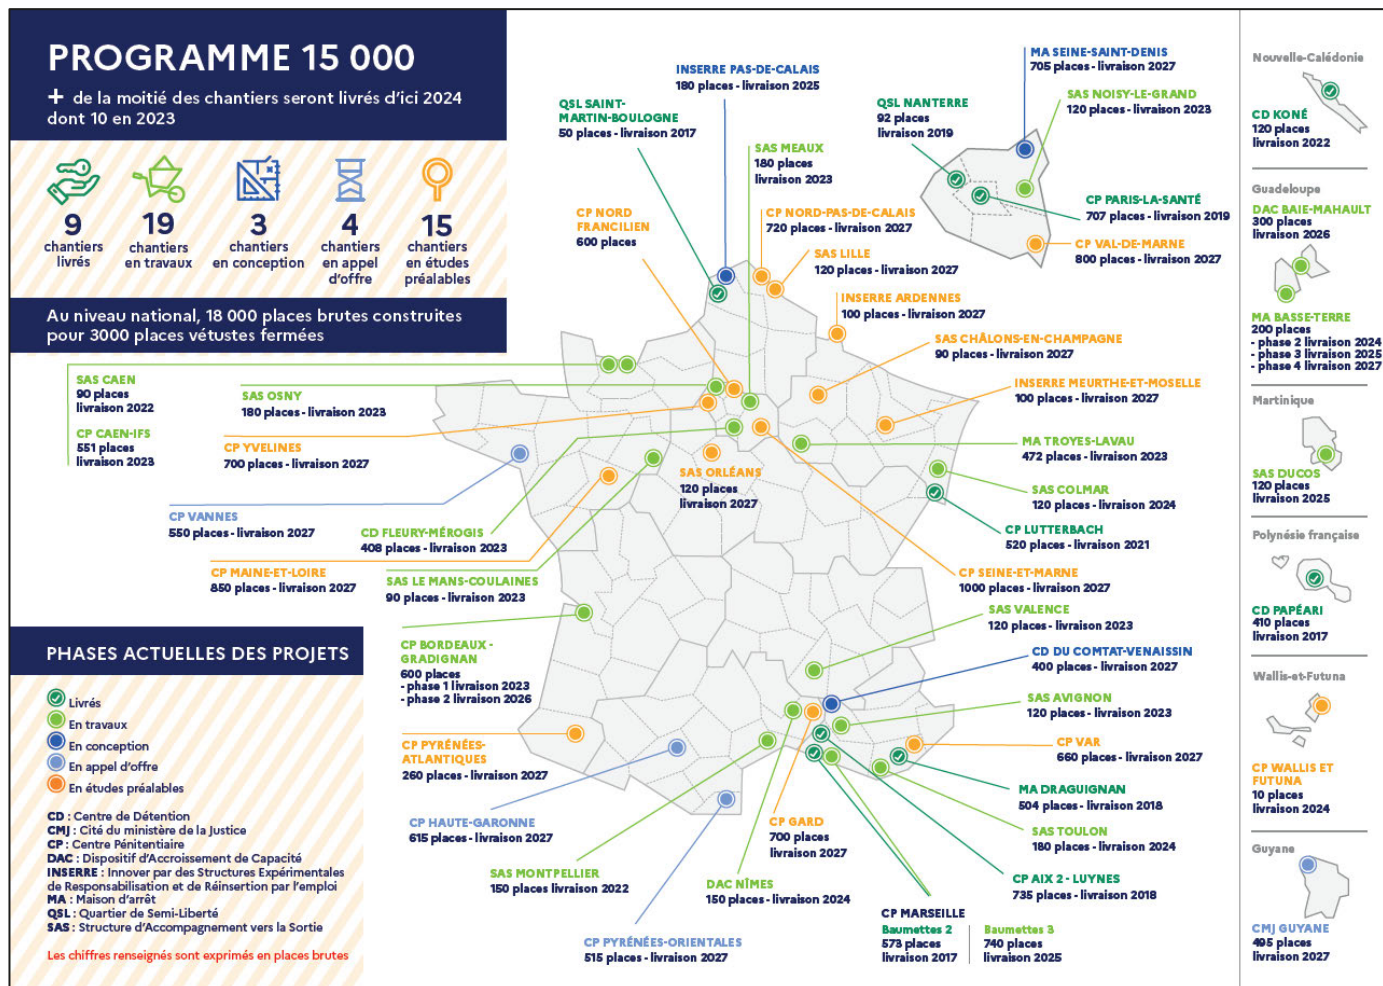 PROGRAMME 15 000
+ de la moitié des chantiers seront livrés d'ici 2024
dont 10 en 2023
9
chantiers
livrés
19
chantiers
en travaux
3
chantiers
en conception
4
chantiers
en appel
d'offre
15
chantiers
en études
préalables
Au niveau national, 18 000 places brutes construites
pour 3000 places vétustes fermées
INSERRE PAS-DE-CALAIS
180 places - livraison 2025
QSL SAINT-
MARTIN-BOULOGNE
50 places - livraison 2017
SAS MEAUX
180 places
livraison 2023
CP NORD
FRANCILIEN
600 places
CP NORD-PAS-DE-CALAIS
720 places - livraison 2027
SAS LILLE
120 places - livraison 2027
INSERRE ARDENNES
100 places - livraison 2027
SAS CHÂLONS-EN-CHAMPAGNE
90 places - livraison 2027
INSERRE MEURTHE-ET-MOSELLE
100 places - livraison 2027
MA SEINE-SAINT-DENIS
705 places - livraison 2027
SAS NOISY-LE-GRAND
120 places - livraison 2023
QSL NANTERRE
92 places
livraison 2019
CP PARIS-LA-SANTÉ
707 places - livraison 2019
CP VAL-DE-MARNE
800 places - livraison 2027
SAS CAEN
90 places
livraison 2022
CP CAEN-IFS
551 places
livraison 2023
SAS OSNY
180 places - livraison 2023
CP YVELINES
700 places - livraison 2027
CP VANNES
550 places - livraison 2027
CP MAINE-ET-LOIRE
850 places - livraison 2027
CD FLEURY-MÉROGIS
408 places - livraison 2023
SAS LE MANS-COULAINES
90 places - livraison 2023
SAS ORLÉANS
120 places
livraison 2027
MA TROYES-LAVAU
472 places - livraison 2023
SAS COLMAR
120 places - livraison 2024
CP LUTTERBACH
520 places - livraison 2021
CP SEINE-ET-MARNE
1000 places - livraison 2027
SAS VALENCE
120 places - livraison 2023
CD DU COMTAT-VENAISSIN
400 places - livraison 2027
SAS AVIGNON
120 places - livraison 2023
CP VAR
660 places - livraison 2027
MA DRAGUIGNAN
504 places - livraison 2018
SAS TOULON
180 places - livraison 2024
CP AIX 2 - LUYNES
735 places - livraison 2018
CP BORDEAUX -
GRADIGNAN
600 places
- phase 1 livraison 2023
- phase 2 livraison 2026
CP PYRÉNÉES-
ATLANTIQUES
260 places - livraison 2027
CP HAUTE-GARONNE
615 places - livraison 2027
SAS MONTPELLIER
150 places livraison 2022
CP PYRÉNÉES-ORIENTALES
515 places - livraison 2027
DAC NÎMES
150 places - livraison 2024
CP GARD
700 places
livraison 2027
CP MARSEILLE
Baumettes 2
573 places
livraison 2017
Baumettes 3
740 places
livraison 2025
PHASES ACTUELLES DES PROJETS
Livrés
En travaux
En conception
En appel d'offre
En études préalables
CD : Centre de Détention
CMJ : Cité du ministère de la Justice
CP : Centre Pénitentiaire
DAC : Dispositif d'Accroissement de Capacité
INSERRE : Innover par des Structures Expérimentales
de Responsabilisation et de Réinsertion par l'emploi
MA : Maison d'arrêt
QSL : Quartier de Semi-Liberté
SAS : Structure d'Accompagnement vers la Sortie
Les chiffres renseignés sont exprimés en places brutes
Nouvelle-Calédonie
CD KONÉ
120 places
livraison 2022
Guadeloupe
DAC BAIE-MAHAULT
300 places
livraison 2026
MA BASSE-TERRE
200 places
- phase 2 livraison 2024
- phase 3 livraison 2025
- phase 4 livraison 2027
Martinique
SAS DUCOS
120 places
livraison 2025
Polynésie française
CD PAPÉARI
410 places
livraison 2017
Wallis-et-Futuna
CP WALLIS ET
FUTUNA
10 places
livraison 2024
Guyane
CMJ GUYANE
495 places
livraison 2027